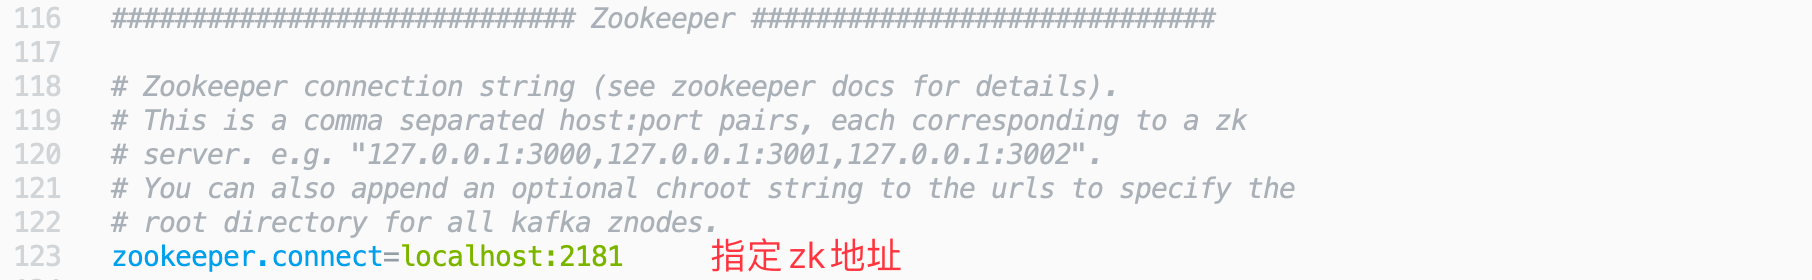 116 ############################# Zookeeper #############################
117
118 # Zookeeper connection string (see zookeeper docs for details).
119 # This is a comma separated host:port pairs, each corresponding to a zk
120 # server. e.g. "127.0.0.1:3000,127.0.0.1:3001,127.0.0.1:3002".
121 # You can also append an optional chroot string to the urls to specify the
122 # root directory for all kafka znodes.
123 zookeeper.connect=localhost:2181 指定zk地址